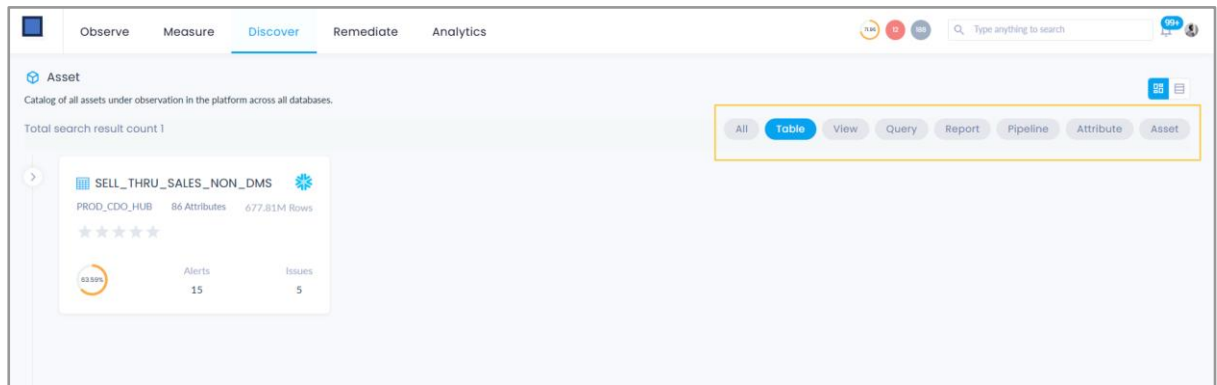 Observe Measure Discover Remediate Analytics 12 Type anything to search 99+
Asset
Catalog of all assets under observation in the platform across all databases.
Total search result count 1 All Table View Query Report Pipeline Attribute Asset
SELL_THRU_SALES_NON_DMS
PROD_CDO_HUB 86 Attributes 677.81M Rows
Alerts Issues
15 5